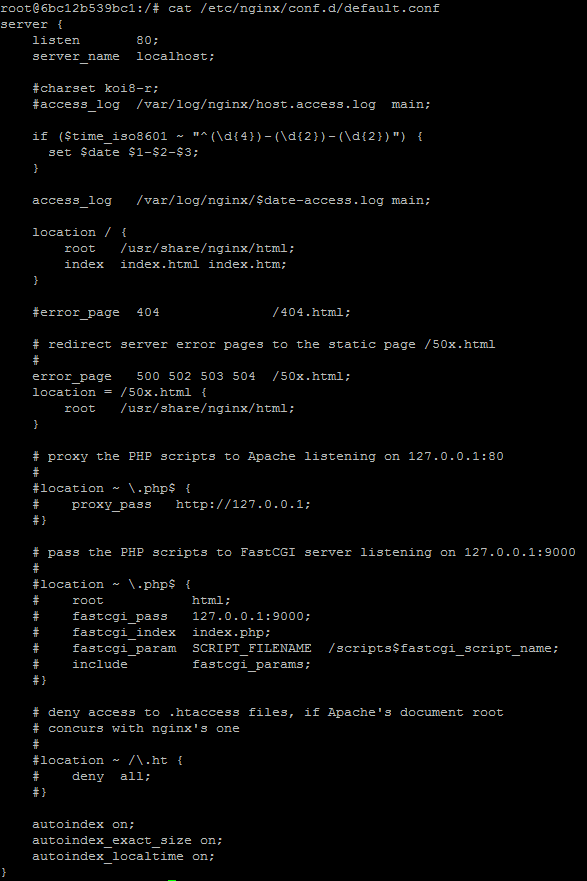 root@6bc12b539bc1:/# cat /etc/nginx/conf.d/default.conf
server {
    listen       80;
    server_name  localhost;

    #charset koi8-r;
    #access_log  /var/log/nginx/host.access.log  main;

    if ($time_iso8601 ~ "^(\d{4})-(\d{2})-(\d{2})") {
      set $date $1-$2-$3;
    }

    access_log   /var/log/nginx/$date-access.log main;

    location / {
        root   /usr/share/nginx/html;
        index  index.html index.htm;
    }

    #error_page  404              /404.html;

    # redirect server error pages to the static page /50x.html
    #
    error_page   500 502 503 504  /50x.html;
    location = /50x.html {
        root   /usr/share/nginx/html;
    }

    # proxy the PHP scripts to Apache listening on 127.0.0.1:80
    #
    #location ~ \.php$ {
    #    proxy_pass   http://127.0.0.1;
    #}

    # pass the PHP scripts to FastCGI server listening on 127.0.0.1:9000
    #
    #location ~ \.php$ {
    #    root           html;
    #    fastcgi_pass   127.0.0.1:9000;
    #    fastcgi_index  index.php;
    #    fastcgi_param  SCRIPT_FILENAME  /scripts$fastcgi_script_name;
    #    include        fastcgi_params;
    #}

    # deny access to .htaccess files, if Apache's document root
    # concurs with nginx's one
    #
    #location ~ /\.ht {
    #    deny  all;
    #}

    autoindex on;
    autoindex_exact_size on;
    autoindex_localtime on;
}